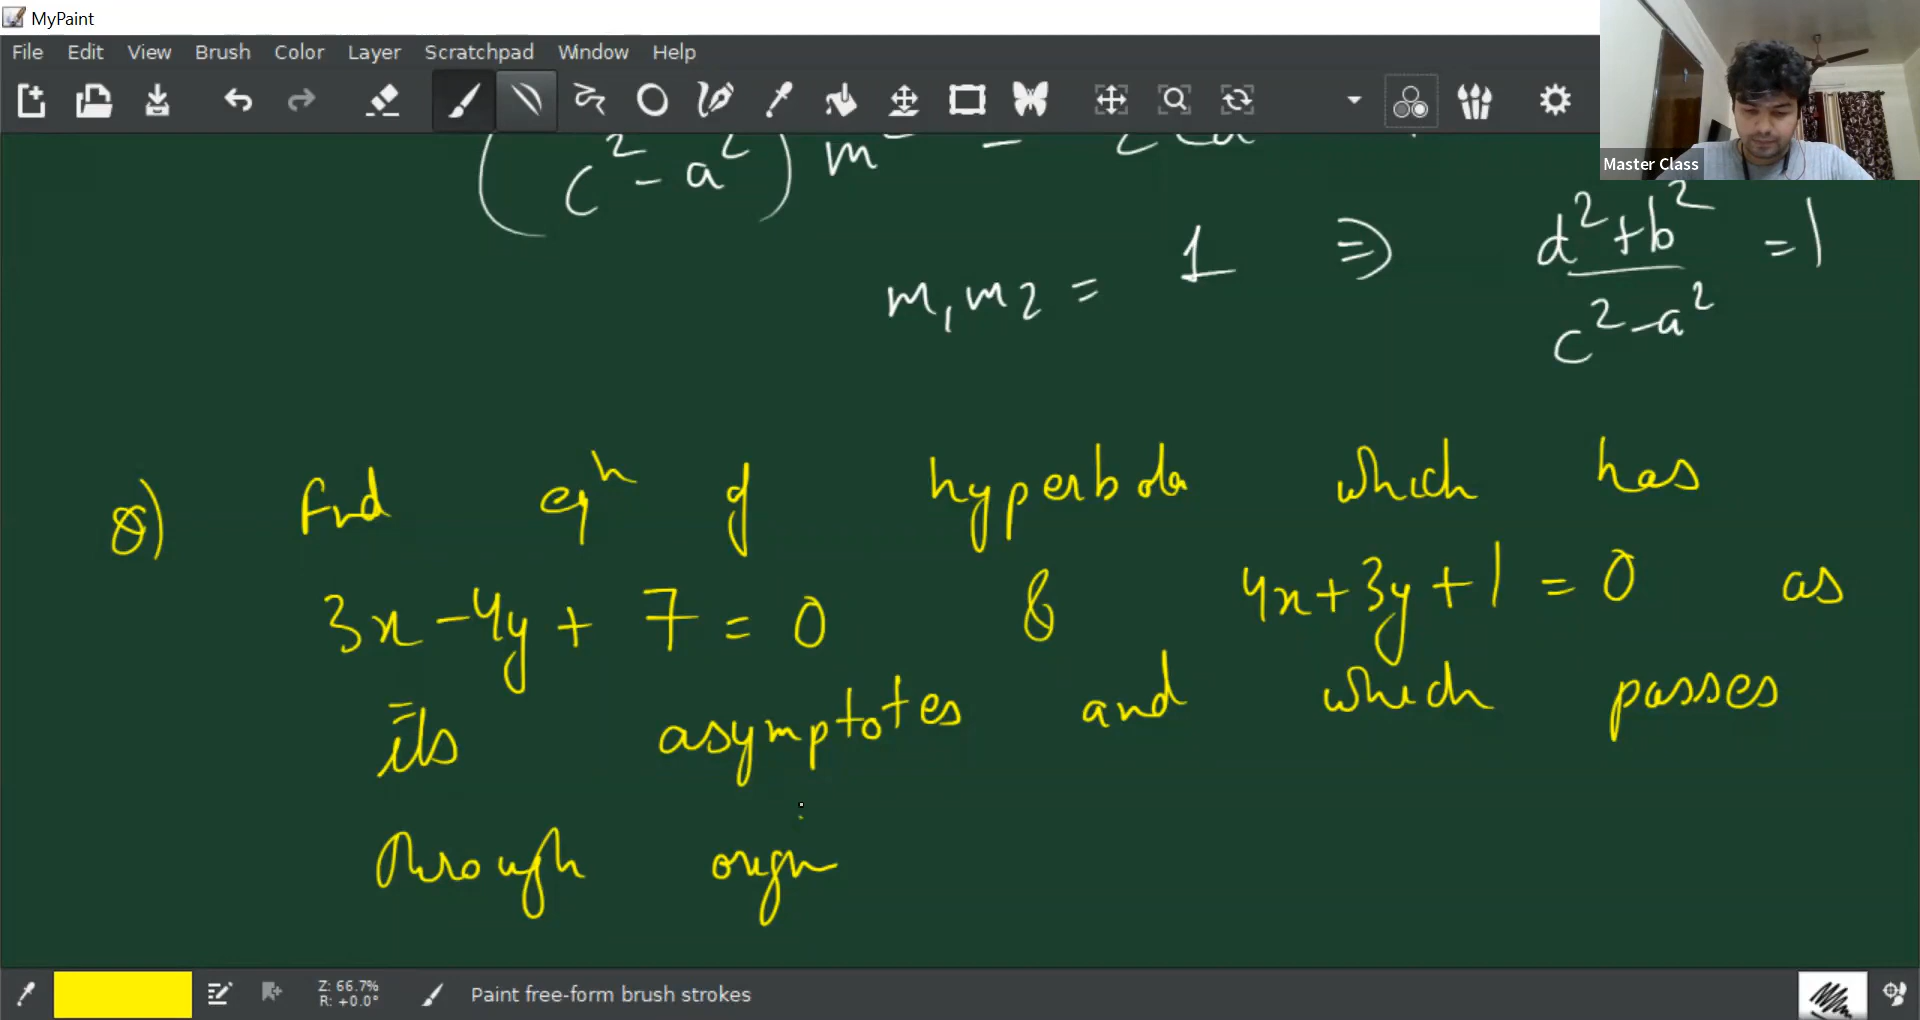 MyPaint
File Edit View Brush Color Layer Scratchpad Window Help
Master Class
(c²-a²) m² -
m₁m₂ = 1 ⇒ d²+b²/c²-a² = 1
Q) Find eqⁿ of hyperbola which has
3x-4y+7=0 & 4x+3y+1=0 as
its asymptotes and which passes
through origin
Z: 66.7%
R: +0.0°
Paint free-form brush strokes